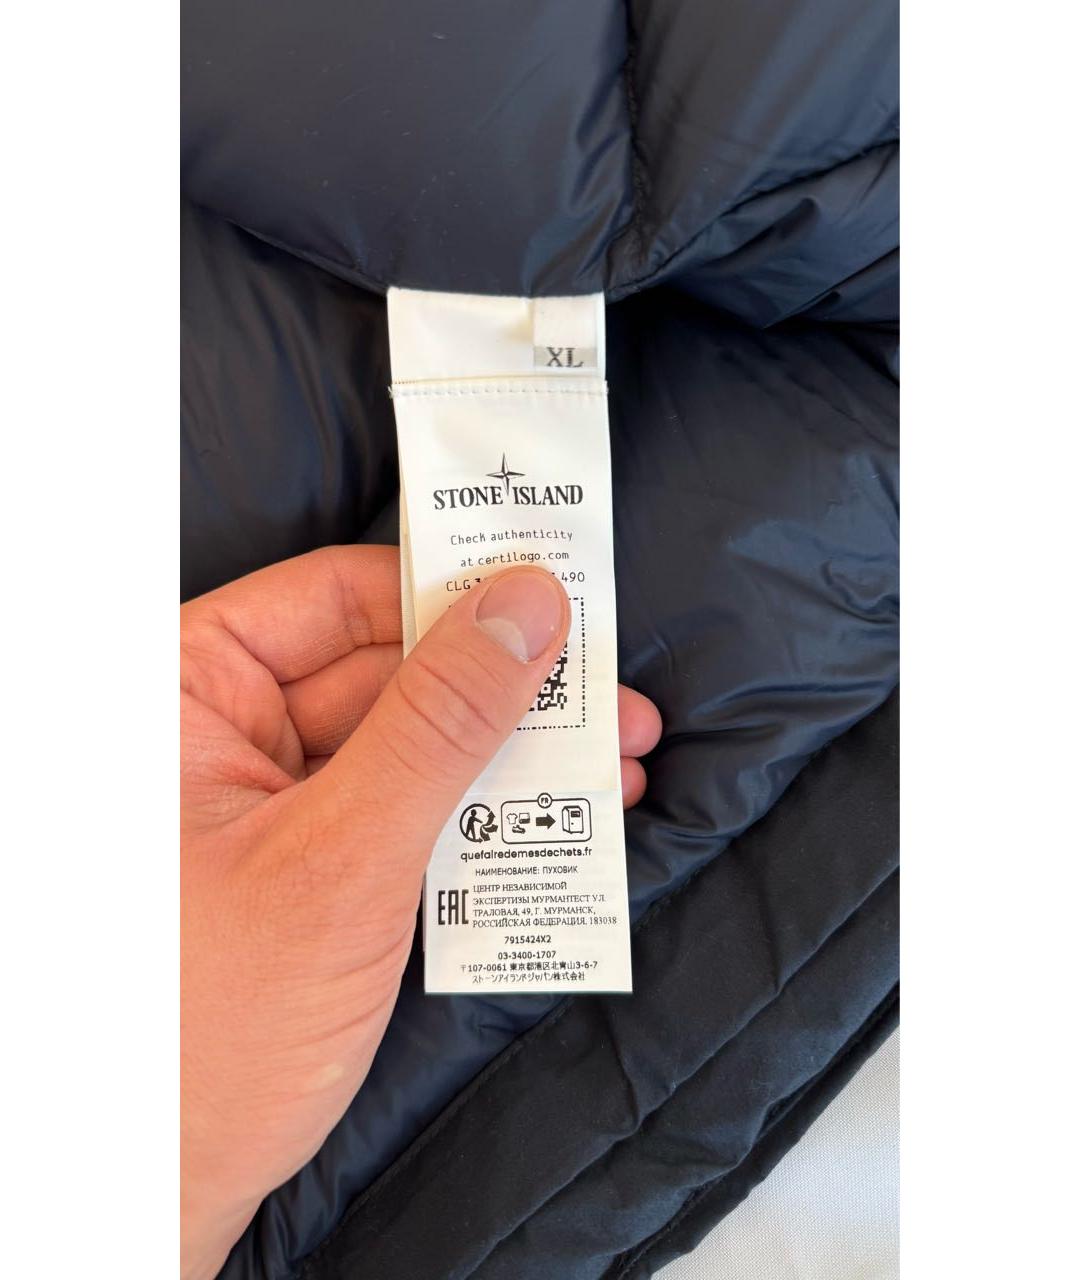 XL
STONE ISLAND
Check authenticity
at certilogo.com
CLG 490
FR
quefairedemesdechets.fr
НАИМЕНОВАНИЕ: ПУХОВИК
EAC
ЦЕНТР НЕЗАВИСИМОЙ
ЭКСПЕРТИЗЫ МУРМАНТЕСТ УЛ.
ТРАЛОВАЯ, 49, Г. МУРМАНСК,
РОССИЙСКАЯ ФЕДЕРАЦИЯ, 183038
7915424X2
03-3400-1707
〒107-0061 東京都港区北青山3-6-7
ストーンアイランドジャパン株式会社